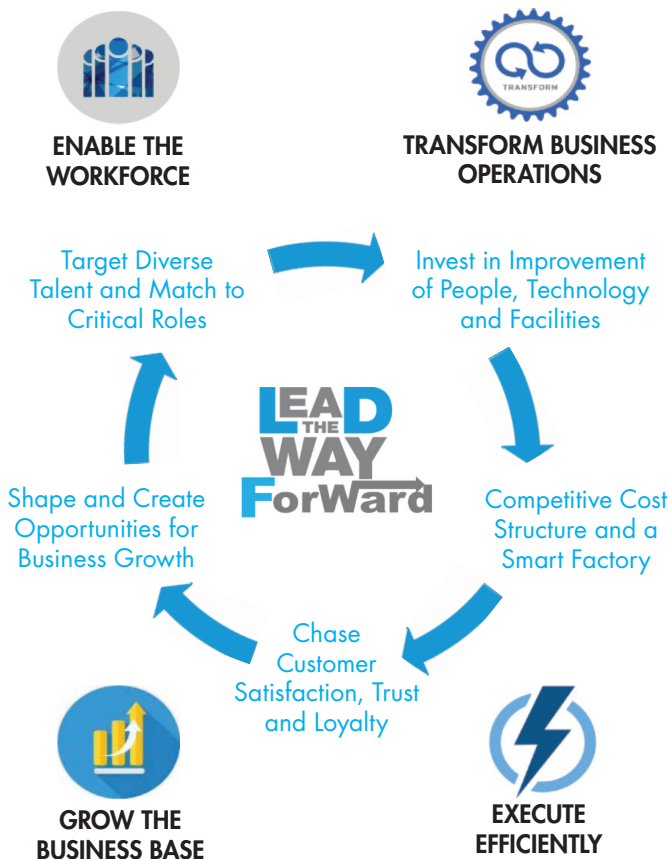 TRANSFORM
ENABLE THE
WORKFORCE
TRANSFORM BUSINESS
OPERATIONS
Target Diverse
Talent and Match to
Critical Roles
Invest in Improvement
of People, Technology
and Facilities
LEAD
THE
WAY
ForWard
Shape and Create
Opportunities for
Business Growth
Competitive Cost
Structure and a
Smart Factory
Chase
Customer
Satisfaction, Trust
and Loyalty
GROW THE
BUSINESS BASE
EXECUTE
EFFICIENTLY